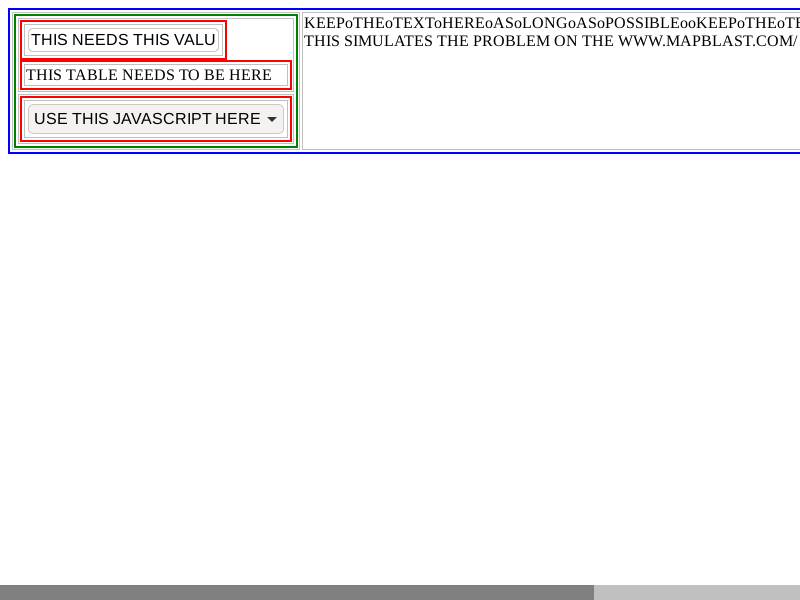 THIS NEEDS THIS VALU
THIS TABLE NEEDS TO BE HERE
USE THIS JAVASCRIPT HERE
KEEPoTHEoTEXToHEREoASoLONGoASoPOSSIBLEooKEEPoTHEoTE
THIS SIMULATES THE PROBLEM ON THE WWW.MAPBLAST.COM/